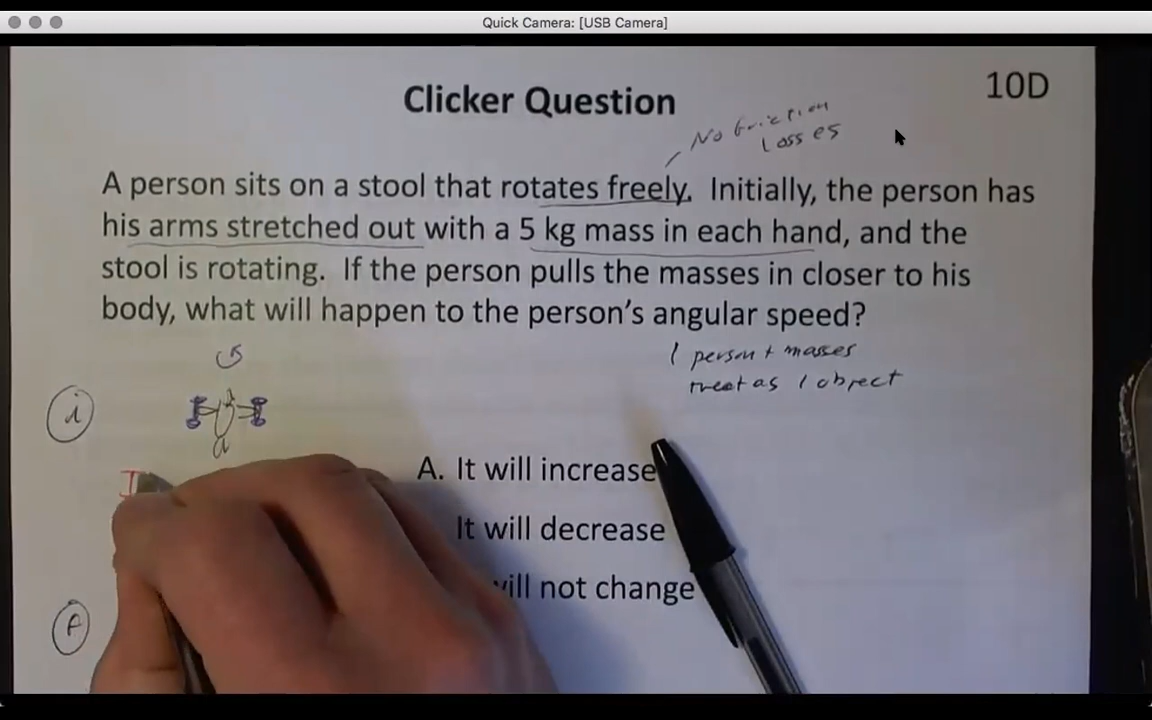 Quick Camera: [USB Camera]
Clicker Question
10D
No friction
losses
A person sits on a stool that rotates freely. Initially, the person has
his arms stretched out with a 5 kg mass in each hand, and the
stool is rotating. If the person pulls the masses in closer to his
body, what will happen to the person's angular speed?
1 person + masses
treat as 1 object
i
I
A. It will increase
It will decrease
will not change
f